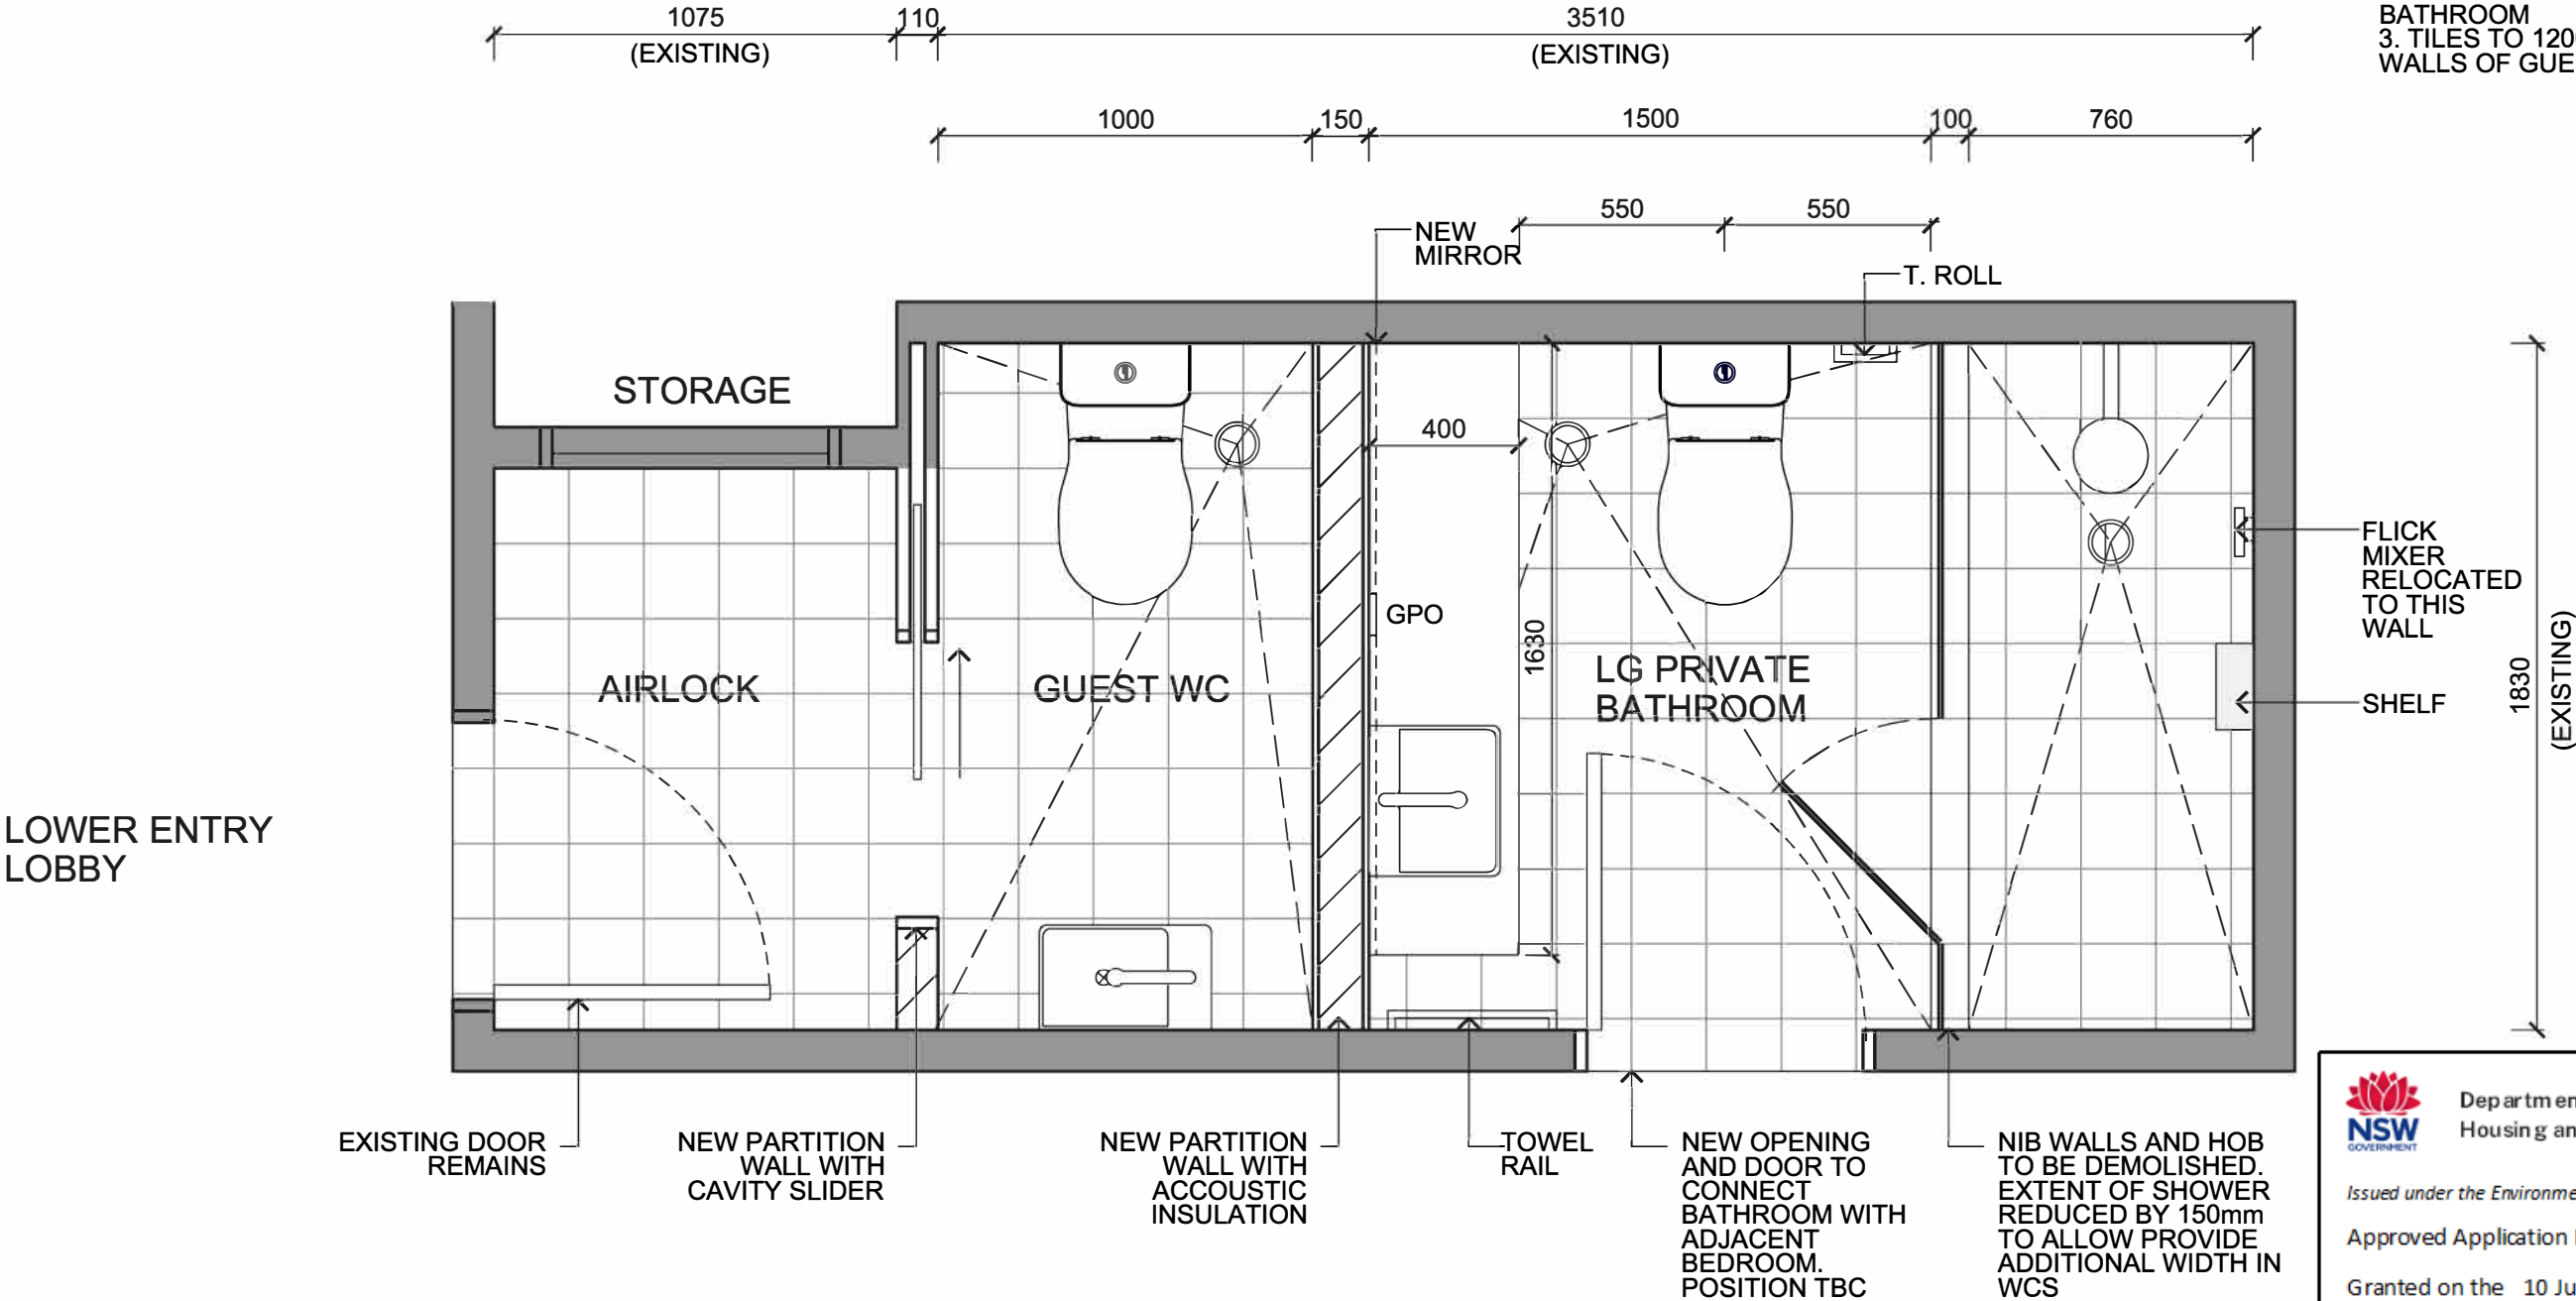 1075
(EXISTING)
110
3510
(EXISTING)
BATHROOM
3. TILES TO 120
WALLS OF GUE
1000
150
1500
100
760
550
550
NEW
MIRROR
T. ROLL
STORAGE
400
GPO
1630
AIRLOCK
GUEST WC
LG PRIVATE
BATHROOM
FLICK
MIXER
RELOCATED
TO THIS
WALL
SHELF
1830
(EXISTING)
LOWER ENTRY
LOBBY
EXISTING DOOR
REMAINS
NEW PARTITION
WALL WITH
CAVITY SLIDER
NEW PARTITION
WALL WITH
ACCOUSTIC
INSULATION
TOWEL
RAIL
NEW OPENING
AND DOOR TO
CONNECT
BATHROOM WITH
ADJACENT
BEDROOM.
POSITION TBC
NIB WALLS AND HOB
TO BE DEMOLISHED.
EXTENT OF SHOWER
REDUCED BY 150mm
TO ALLOW PROVIDE
ADDITIONAL WIDTH IN
WCS
NSW
GOVERNMENT
Departmen
Housing an
Issued under the Environme
Approved Application
Granted on the 10 Ju